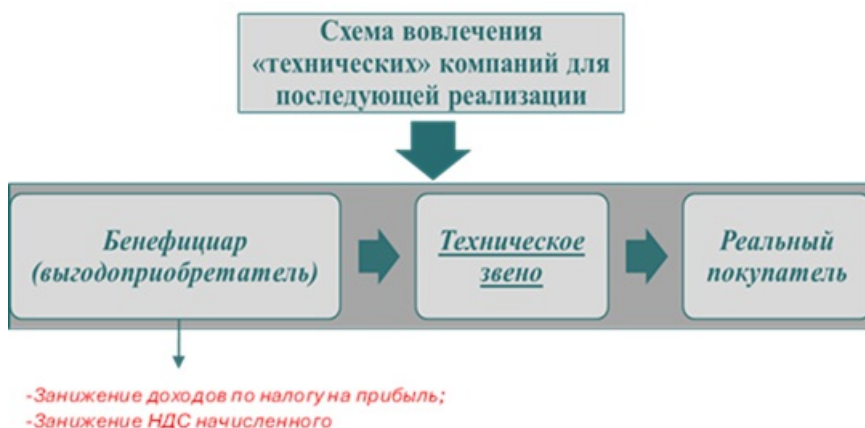 Схема вовлечения
«технических» компаний для
последующей реализации
Бенефициар
(выгодоприобретатель)
Техническое
звено
Реальный
покупатель
-Занижение доходов по налогу на прибыль;
-Занижение НДС начисленного